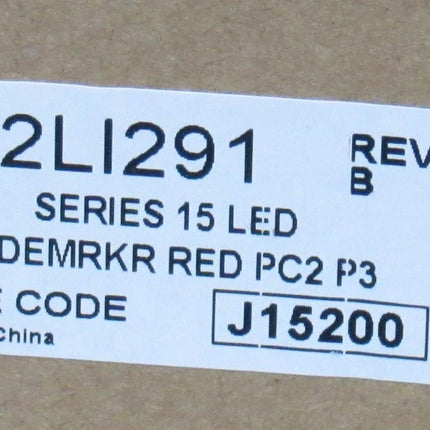 2LI291 REV
B
SERIES 15 LED
DEMRKR RED PC2 P3
E CODE J15200
China